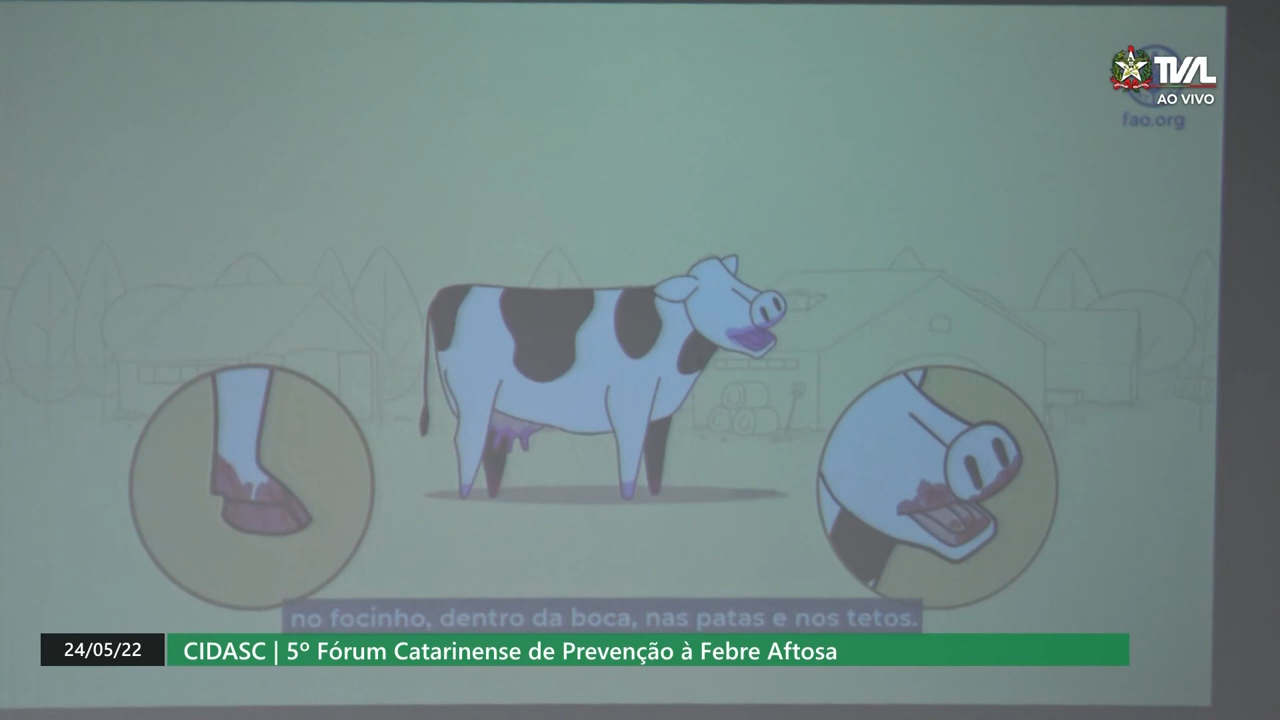 TVAL
AO VIVO
fao.org
no focinho, dentro da boca, nas patas e nos tetos.
24/05/22
CIDASC | 5º Fórum Catarinense de Prevenção à Febre Aftosa